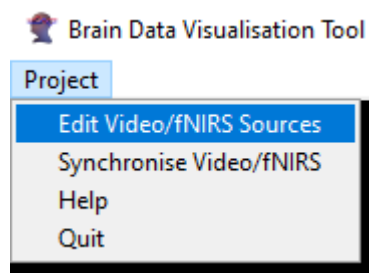 Brain Data Visualisation Tool
Project
Edit Video/fNIRS Sources
Synchronise Video/fNIRS
Help
Quit